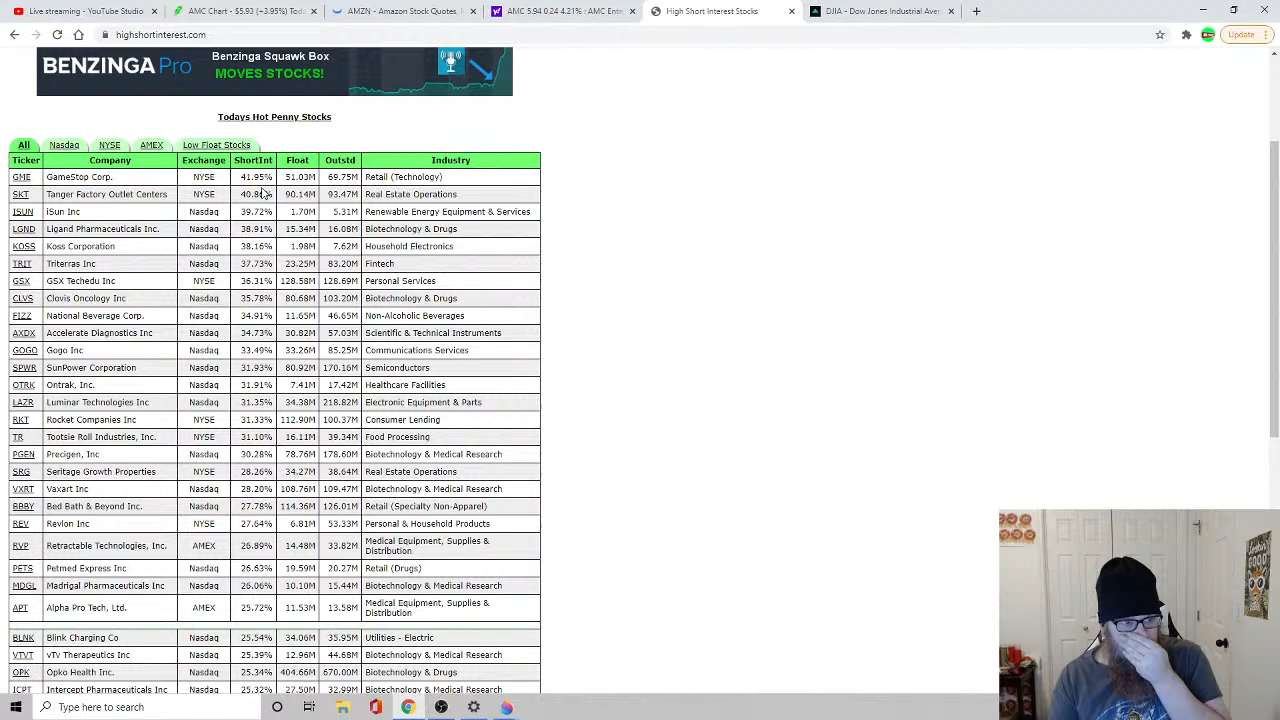 Live streaming - YouTube Studio
AMC Chart - $5.93 (+3.95%) Toda
AMZN - Amazon Stock Quotes,
AMC 5.94 0.24 4.21% : AMC Ente
High Short Interest Stocks
DJIA - Dow Jones Industrial Aver
highshortinterest.com
Update
BENZINGA Pro
Benzinga Squawk Box
MOVES STOCKS!
Todays Hot Penny Stocks
All Nasdaq NYSE AMEX Low Float Stocks
Ticker Company Exchange ShortInt Float Outstd Industry
GME GameStop Corp. NYSE 41.95% 51.03M 69.75M Retail (Technology)
SKT Tanger Factory Outlet Centers NYSE 90.14M 93.47M Real Estate Operations
ISUN iSun Inc Nasdaq 39.72% 1.70M 5.31M Renewable Energy Equipment & Services
LGND Ligand Pharmaceuticals Inc. Nasdaq 38.91% 15.34M 16.08M Biotechnology & Drugs
KOSS Koss Corporation Nasdaq 38.16% 1.98M 7.62M Household Electronics
TRIT Triterras Inc Nasdaq 37.73% 23.25M 83.20M Fintech
GSX GSX Techedu Inc NYSE 36.31% 128.58M 128.69M Personal Services
CLVS Clovis Oncology Inc Nasdaq 35.78% 80.68M 103.20M Biotechnology & Drugs
FIZZ National Beverage Corp. Nasdaq 34.91% 11.65M 46.65M Non-Alcoholic Beverages
AXDX Accelerate Diagnostics Inc Nasdaq 34.73% 30.82M 57.03M Scientific & Technical Instruments
GOGO Gogo Inc Nasdaq 33.49% 33.26M 85.25M Communications Services
SPWR SunPower Corporation Nasdaq 31.93% 80.92M 170.16M Semiconductors
OTRK Ontrak, Inc. Nasdaq 31.91% 7.41M 17.42M Healthcare Facilities
LAZR Luminar Technologies Inc Nasdaq 31.35% 34.38M 218.82M Electronic Equipment & Parts
RKT Rocket Companies Inc NYSE 31.33% 112.90M 100.37M Consumer Lending
TR Tootsie Roll Industries, Inc. NYSE 31.10% 16.11M 39.34M Food Processing
PGEN Precigen, Inc Nasdaq 30.28% 78.76M 178.60M Biotechnology & Medical Research
SRG Seritage Growth Properties NYSE 28.26% 34.27M 38.64M Real Estate Operations
VXRT Vaxart Inc Nasdaq 28.20% 108.76M 109.47M Biotechnology & Medical Research
BBBY Bed Bath & Beyond Inc. Nasdaq 27.78% 114.36M 126.01M Retail (Specialty Non-Apparel)
REV Revlon Inc NYSE 27.64% 6.81M 53.33M Personal & Household Products
RVP Retractable Technologies, Inc. AMEX 26.89% 14.48M 33.82M Medical Equipment, Supplies &
Distribution
PETS Petmed Express Inc Nasdaq 26.63% 19.59M 20.27M Retail (Drugs)
MDGL Madrigal Pharmaceuticals Inc Nasdaq 26.06% 10.10M 15.44M Biotechnology & Medical Research
APT Alpha Pro Tech, Ltd. AMEX 25.72% 11.53M 13.58M Medical Equipment, Supplies &
Distribution
BLNK Blink Charging Co Nasdaq 25.54% 34.06M 35.95M Utilities - Electric
VTVT vTv Therapeutics Inc Nasdaq 25.39% 12.96M 44.68M Biotechnology & Medical Research
OPK Opko Health Inc. Nasdaq 25.34% 404.66M 670.00M Biotechnology & Drugs
ICPT Intercept Pharmaceuticals Inc Nasdaq 25.32% 27.50M 32.99M Biotechnology & Medical Research
Type here to search